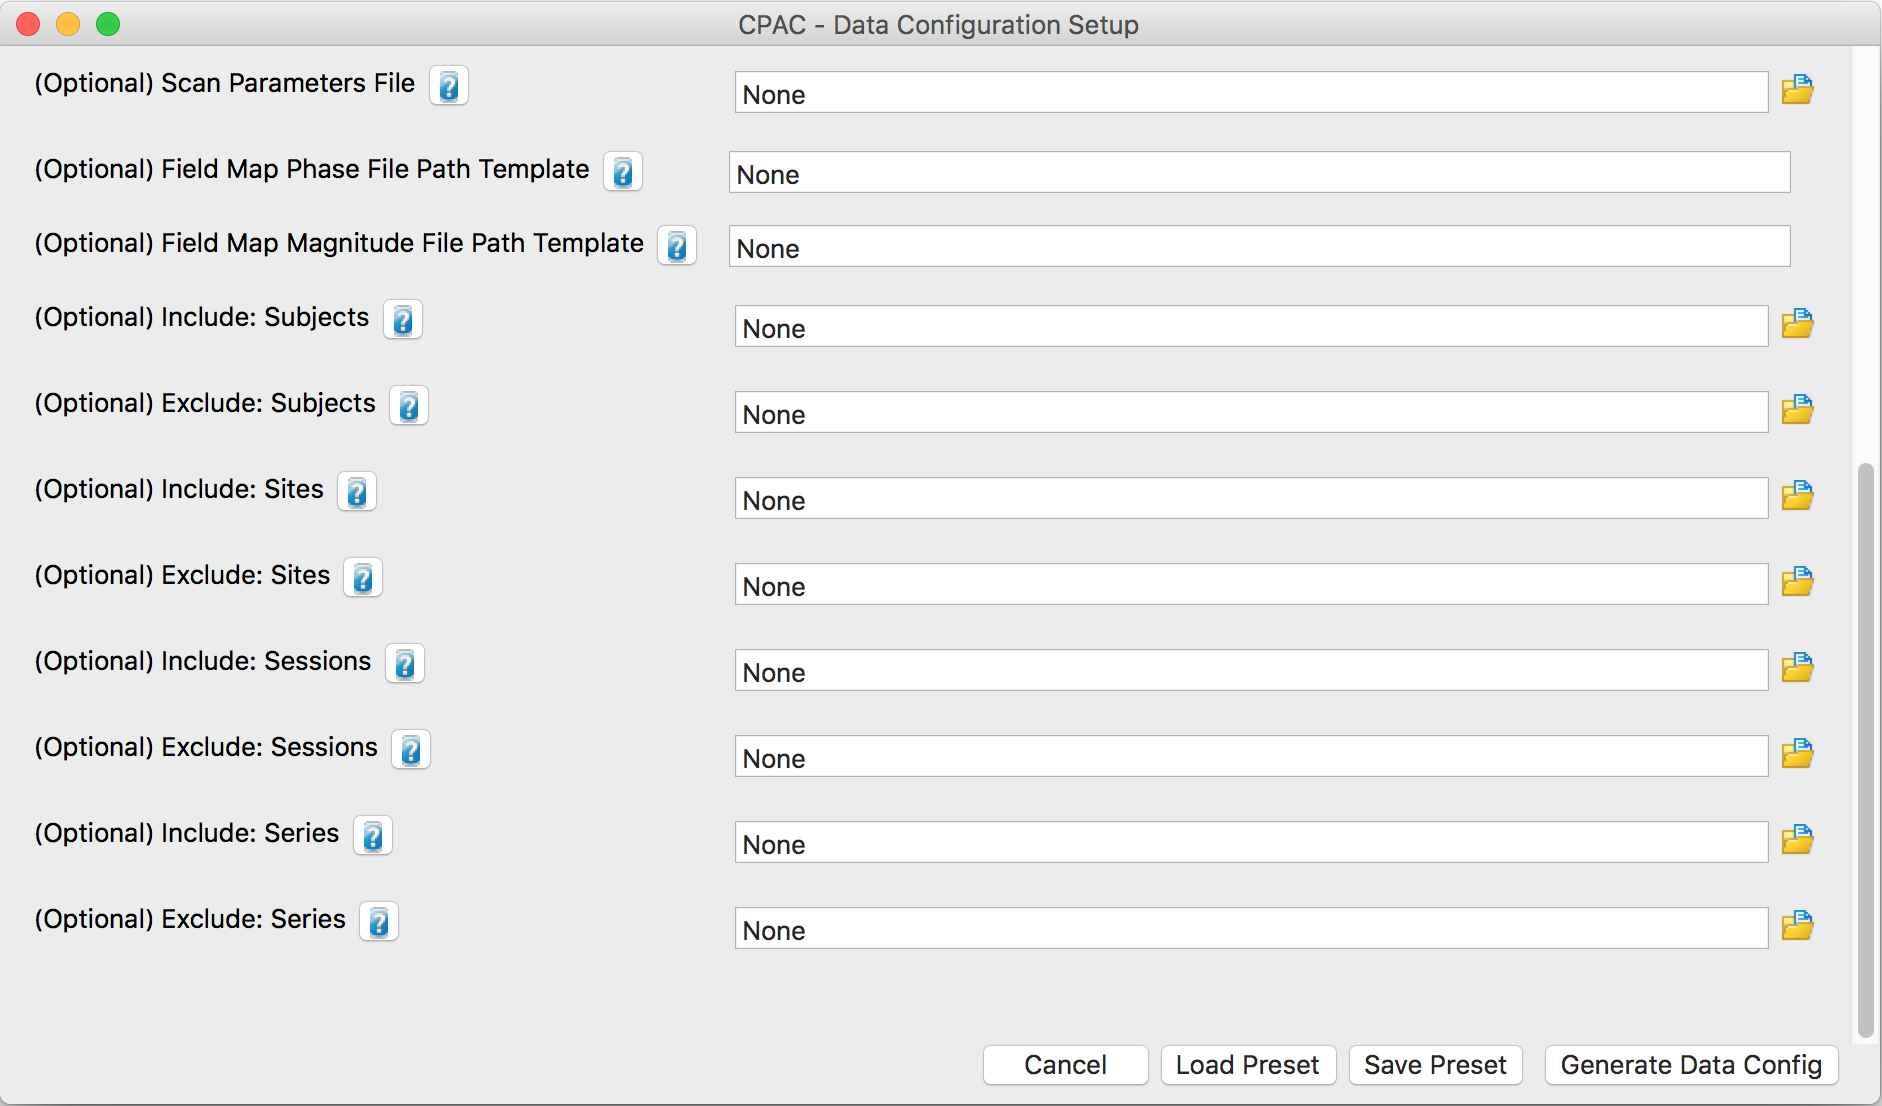 CPAC - Data Configuration Setup
(Optional) Scan Parameters File ? None
(Optional) Field Map Phase File Path Template ? None
(Optional) Field Map Magnitude File Path Template ? None
(Optional) Include: Subjects ? None
(Optional) Exclude: Subjects ? None
(Optional) Include: Sites ? None
(Optional) Exclude: Sites ? None
(Optional) Include: Sessions ? None
(Optional) Exclude: Sessions ? None
(Optional) Include: Series ? None
(Optional) Exclude: Series ? None
Cancel Load Preset Save Preset Generate Data Config